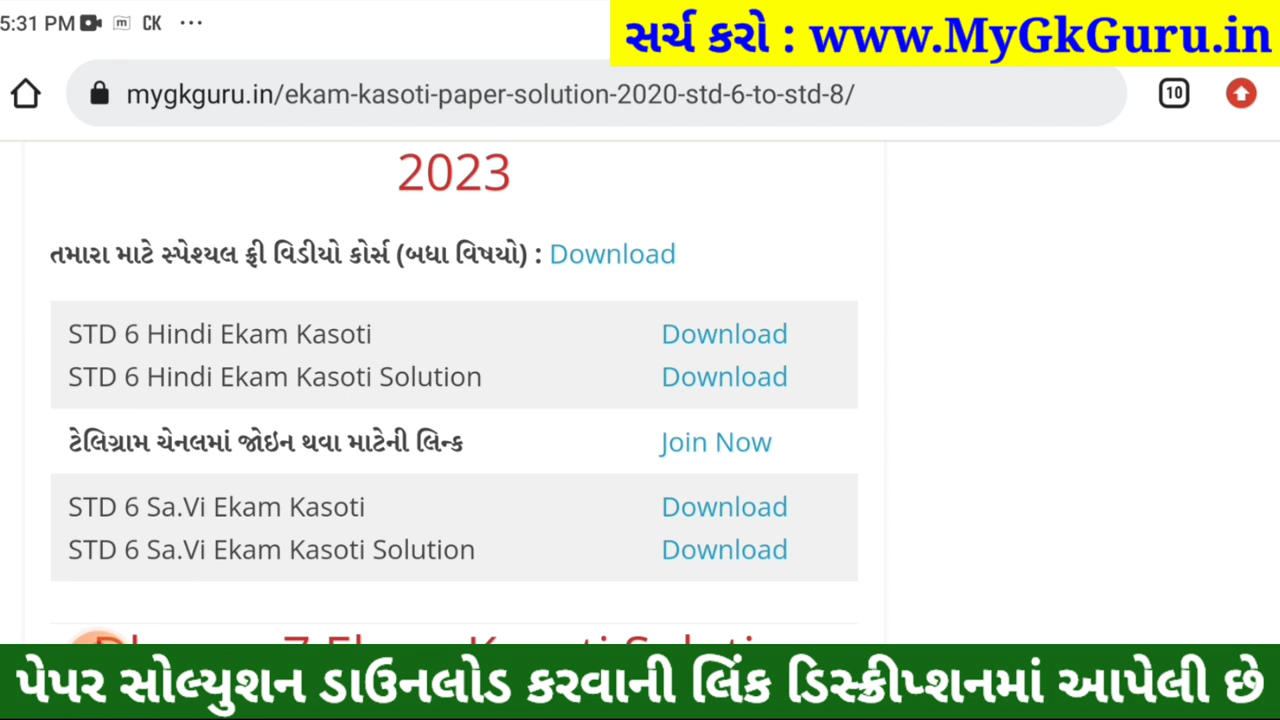 5:31 PM m CK ...
સર્ચ કરો : www.MyGkGuru.in
mygkguru.in/ekam-kasoti-paper-solution-2020-std-6-to-std-8/
10
2023
તમારા માટે સ્પેશ્યલ ફ્રી વિડીયો કોર્સ (બધા વિષયો) : Download
STD 6 Hindi Ekam Kasoti Download
STD 6 Hindi Ekam Kasoti Solution Download
ટેલિગ્રામ ચેનલમાં જોઇન થવા માટેની લિન્ક Join Now
STD 6 Sa.Vi Ekam Kasoti Download
STD 6 Sa.Vi Ekam Kasoti Solution Download
પેપર સોલ્યુશન ડાઉનલોડ કરવાની લિંક ડિસ્ક્રીપ્શનમાં આપેલી છે